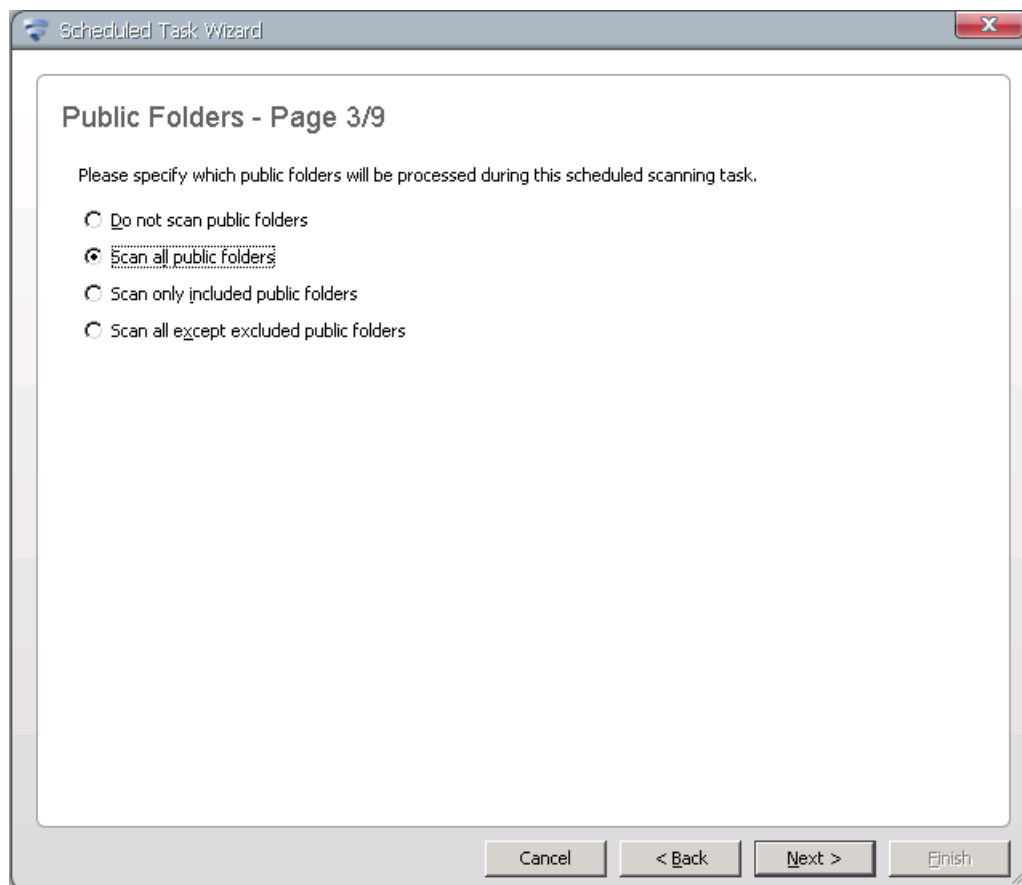 Scheduled Task Wizard
Public Folders - Page 3/9
Please specify which public folders will be processed during this scheduled scanning task.
Do not scan public folders
Scan all public folders
Scan only included public folders
Scan all except excluded public folders
Cancel < Back Next > Finish